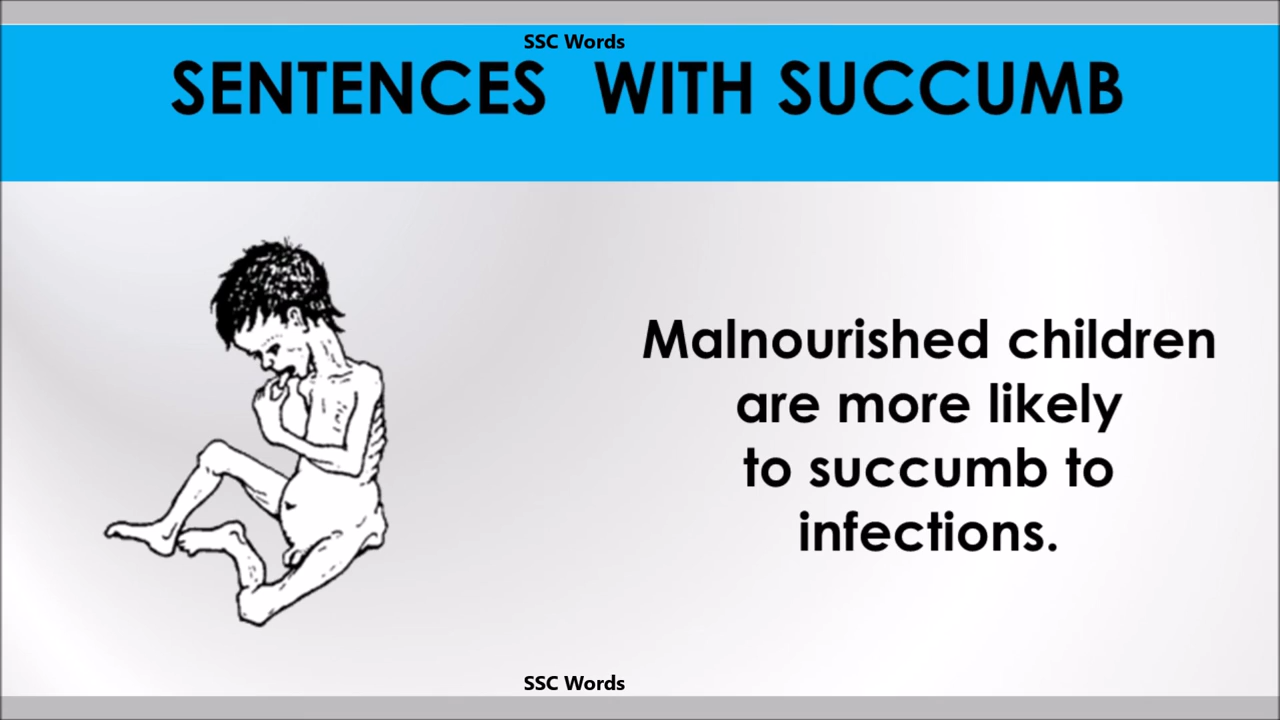 SSC Words
SENTENCES WITH SUCCUMB
Malnourished children
are more likely
to succumb to
infections.
SSC Words